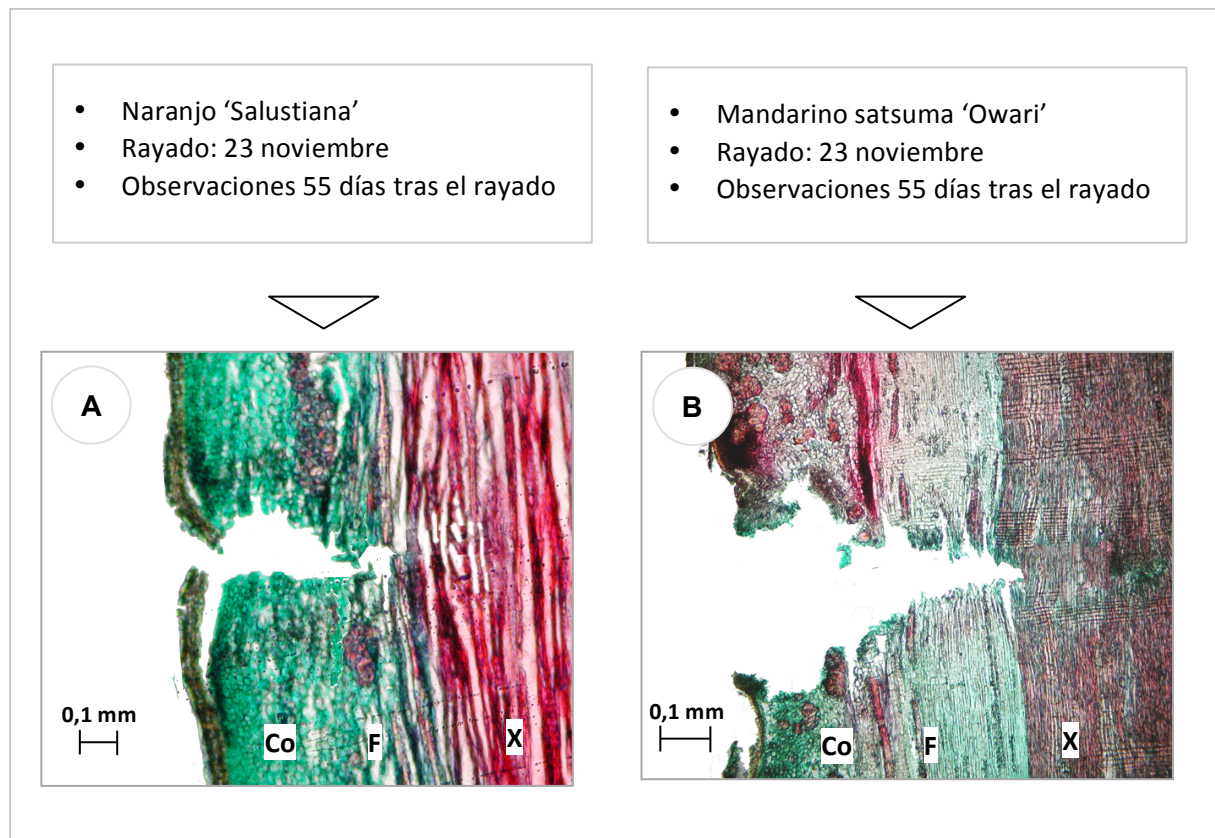 • Naranjo ‘Salustiana’
• Rayado: 23 noviembre
• Observaciones 55 días tras el rayado
• Mandarino satsuma ‘Owari’
• Rayado: 23 noviembre
• Observaciones 55 días tras el rayado
A
0,1 mm
Co F X
B
0,1 mm
Co F X